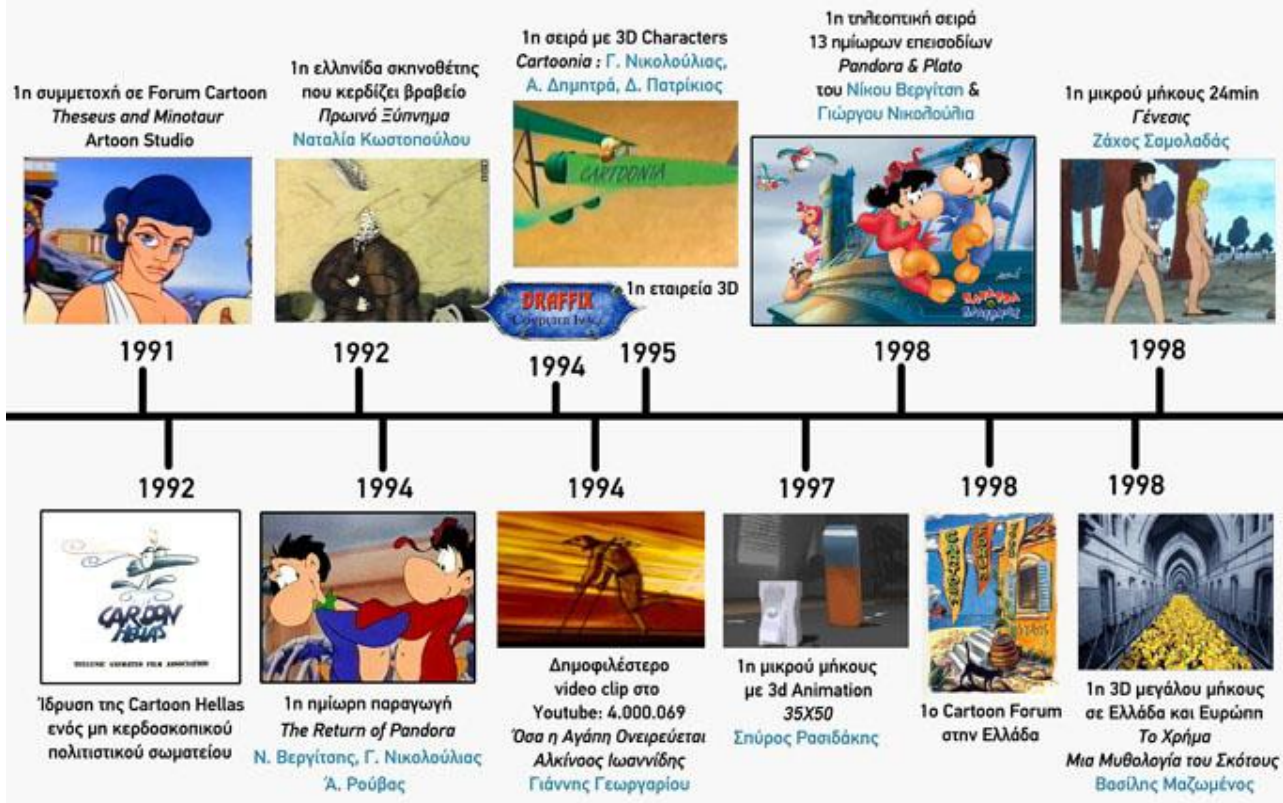 1η συμμετοχή σε Forum Cartoon
Theseus and Minotaur
Artoon Studio
1991
1η ελληνίδα σκηνοθέτης
που κερδίζει βραβείο
Πρωινό Ξύπνημα
Ναταλία Κωστοπούλου
1992
1η σειρά με 3D Characters
Cartoonia : Γ. Νικολούλιας,
Α. Δημητρά, Δ. Πατρίκιος
CARTOONIA
DRAFFIX
1η εταιρεία 3D
1994
1995
1η τηλεοπτική σειρά
13 ημίωρων επεισοδίων
Pandora & Plato
του Νίκου Βεργίτση &
Γιώργου Νικολούλια
1998
1η μικρού μήκους 24min
Γένεσις
Ζάχος Σαμολαδάς
1998
1992
CARTOON
HELLAS
HELLENIC ANIMATED FILM ASSOCIATION
Ίδρυση της Cartoon Hellas
ενός μη κερδοσκοπικού
πολιτιστικού σωματείου
1994
1η ημίωρη παραγωγή
The Return of Pandora
Ν. Βεργίτσης, Γ. Νικολούλιας
Ά. Ρούβας
1994
Δημοφιλέστερο
video clip στο
Youtube: 4.000.069
Όσα η Αγάπη Ονειρεύεται
Αλκίνοος Ιωαννίδης
Γιάννης Γεωργαρίου
1997
1η μικρού μήκους
με 3d Animation
35X50
Σπύρος Ρασιδάκης
1998
1ο Cartoon Forum
στην Ελλάδα
1998
1η 3D μεγάλου μήκους
σε Ελλάδα και Ευρώπη
Το Χρήμα
Μια Μυθολογία του Σκότους
Βασίλης Μαζωμένος